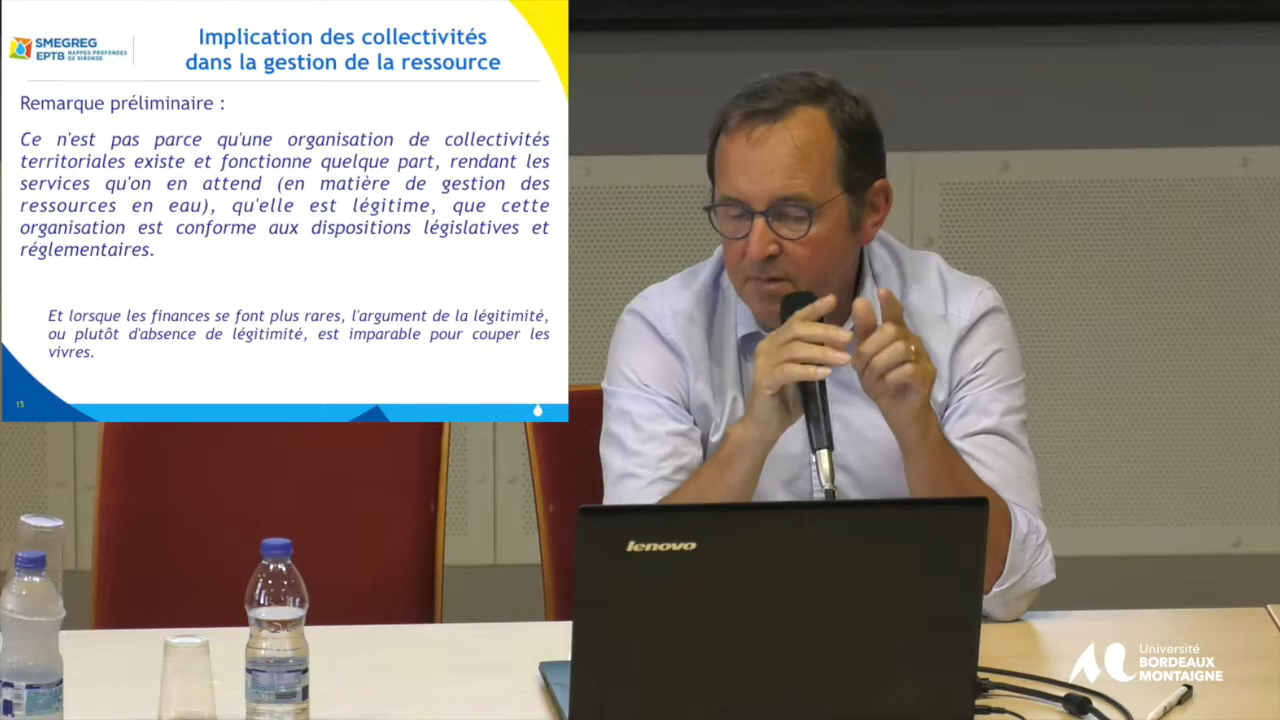 SMEGREG
EPTB NAPPES PROFONDES
DE GIRONDE
Implication des collectivités
dans la gestion de la ressource
Remarque préliminaire :
Ce n'est pas parce qu'une organisation de collectivités
territoriales existe et fonctionne quelque part, rendant les
services qu'on en attend (en matière de gestion des
ressources en eau), qu'elle est légitime, que cette
organisation est conforme aux dispositions législatives et
réglementaires.
Et lorsque les finances se font plus rares, l'argument de la légitimité,
ou plutôt d'absence de légitimité, est imparable pour couper les
vivres.
15
lenovo
Université
BORDEAUX
MONTAIGNE